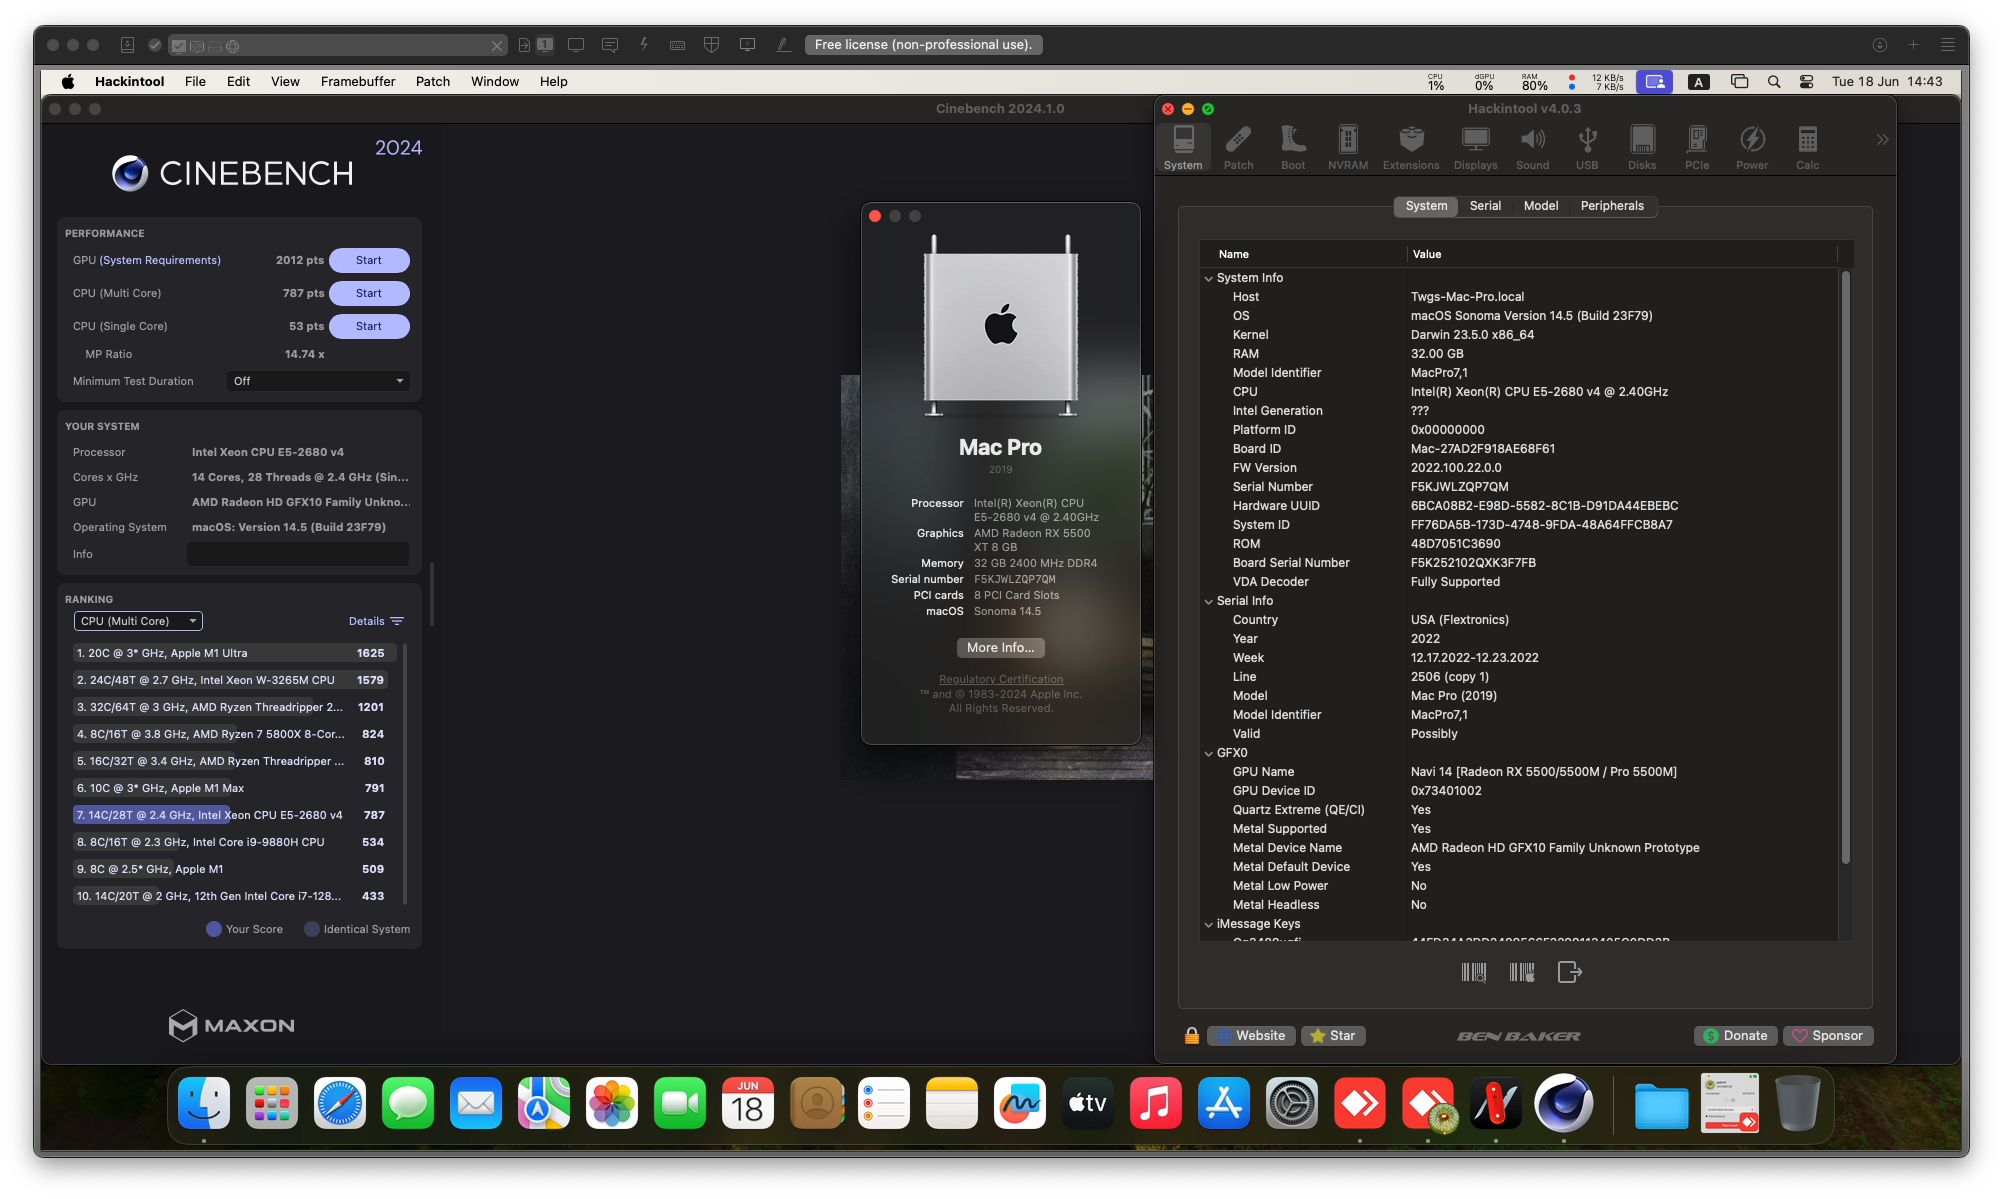 1
Free license (non-professional use).
Hackintool File Edit View Framebuffer Patch Window Help
CPU 1% dGPU 0% RAM 80% 12 KB/s 7 KB/s A Tue 18 Jun 14:43
Cinebench 2024.1.0
CINEBENCH 2024
PERFORMANCE
GPU (System Requirements) 2012 pts Start
CPU (Multi Core) 787 pts Start
CPU (Single Core) 53 pts Start
MP Ratio 14.74 x
Minimum Test Duration Off
YOUR SYSTEM
Processor Intel Xeon CPU E5-2680 v4
Cores x GHz 14 Cores, 28 Threads @ 2.4 GHz (Sin...
GPU AMD Radeon HD GFX10 Family Unkno...
Operating System macOS: Version 14.5 (Build 23F79)
Info
RANKING
CPU (Multi Core) Details
1. 20C @ 3* GHz, Apple M1 Ultra 1625
2. 24C/48T @ 2.7 GHz, Intel Xeon W-3265M CPU 1579
3. 32C/64T @ 3 GHz, AMD Ryzen Threadripper 2... 1201
4. 8C/16T @ 3.8 GHz, AMD Ryzen 7 5800X 8-Cor... 824
5. 16C/32T @ 3.4 GHz, AMD Ryzen Threadripper ... 810
6. 10C @ 3* GHz, Apple M1 Max 791
7. 14C/28T @ 2.4 GHz, Intel Xeon CPU E5-2680 v4 787
8. 8C/16T @ 2.3 GHz, Intel Core i9-9880H CPU 534
9. 8C @ 2.5* GHz, Apple M1 509
10. 14C/20T @ 2 GHz, 12th Gen Intel Core i7-128... 433
Your Score Identical System
MAXON
Mac Pro
2019
Processor Intel(R) Xeon(R) CPU
E5-2680 v4 @ 2.40GHz
Graphics AMD Radeon RX 5500
XT 8 GB
Memory 32 GB 2400 MHz DDR4
Serial number F5KJWLZQP7QM
PCI cards 8 PCI Card Slots
macOS Sonoma 14.5
More Info...
Regulatory Certification
™ and © 1983-2024 Apple Inc.
All Rights Reserved.
Hackintool v4.0.3
System Patch Boot NVRAM Extensions Displays Sound USB Disks PCIe Power Calc
System Serial Model Peripherals
Name Value
System Info
Host Twgs-Mac-Pro.local
OS macOS Sonoma Version 14.5 (Build 23F79)
Kernel Darwin 23.5.0 x86_64
RAM 32.00 GB
Model Identifier MacPro7,1
CPU Intel(R) Xeon(R) CPU E5-2680 v4 @ 2.40GHz
Intel Generation ???
Platform ID 0x00000000
Board ID Mac-27AD2F918AE68F61
FW Version 2022.100.22.0.0
Serial Number F5KJWLZQP7QM
Hardware UUID 6BCA08B2-E98D-5582-8C1B-D91DA44EBEBC
System ID FF76DA5B-173D-4748-9FDA-48A64FFCB8A7
ROM 48D7051C3690
Board Serial Number F5K252102QXK3F7FB
VDA Decoder Fully Supported
Serial Info
Country USA (Flextronics)
Year 2022
Week 12.17.2022-12.23.2022
Line 2506 (copy 1)
Model Mac Pro (2019)
Model Identifier MacPro7,1
Valid Possibly
GFX0
GPU Name Navi 14 [Radeon RX 5500/5500M / Pro 5500M]
GPU Device ID 0x73401002
Quartz Extreme (QE/CI) Yes
Metal Supported Yes
Metal Device Name AMD Radeon HD GFX10 Family Unknown Prototype
Metal Default Device Yes
Metal Low Power No
Metal Headless No
iMessage Keys
Website Star BEN BAKER Donate Sponsor
JUN
18
tv